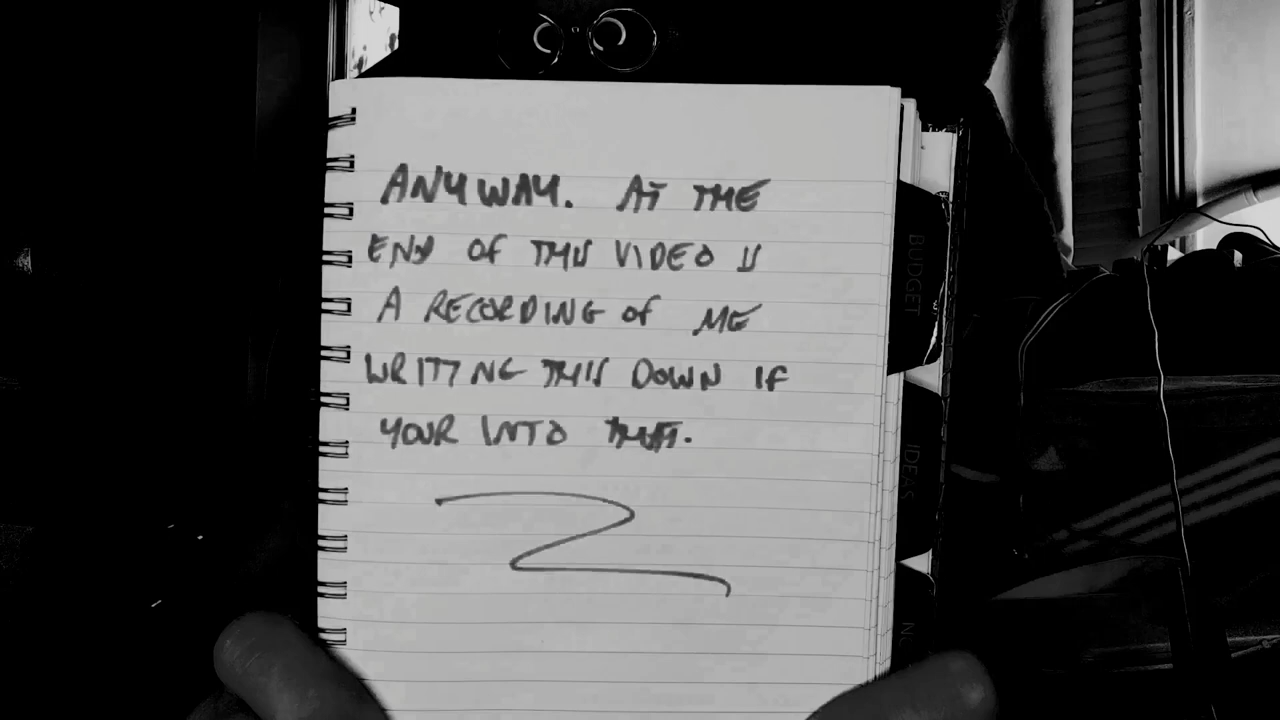 ANYWAY. AT THE
END OF THIS VIDEO IS
A RECORDING OF ME
WRITING THIS DOWN IF
YOUR INTO THAT.
BUDGET
IDEAS